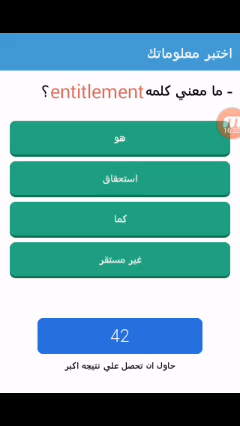 اختبر معلوماتك
- ما معني كلمه entitlement ؟
هو
استحقاق
كما
غير مستقر
42
حاول ان تحصل علي نتيجه اكبر